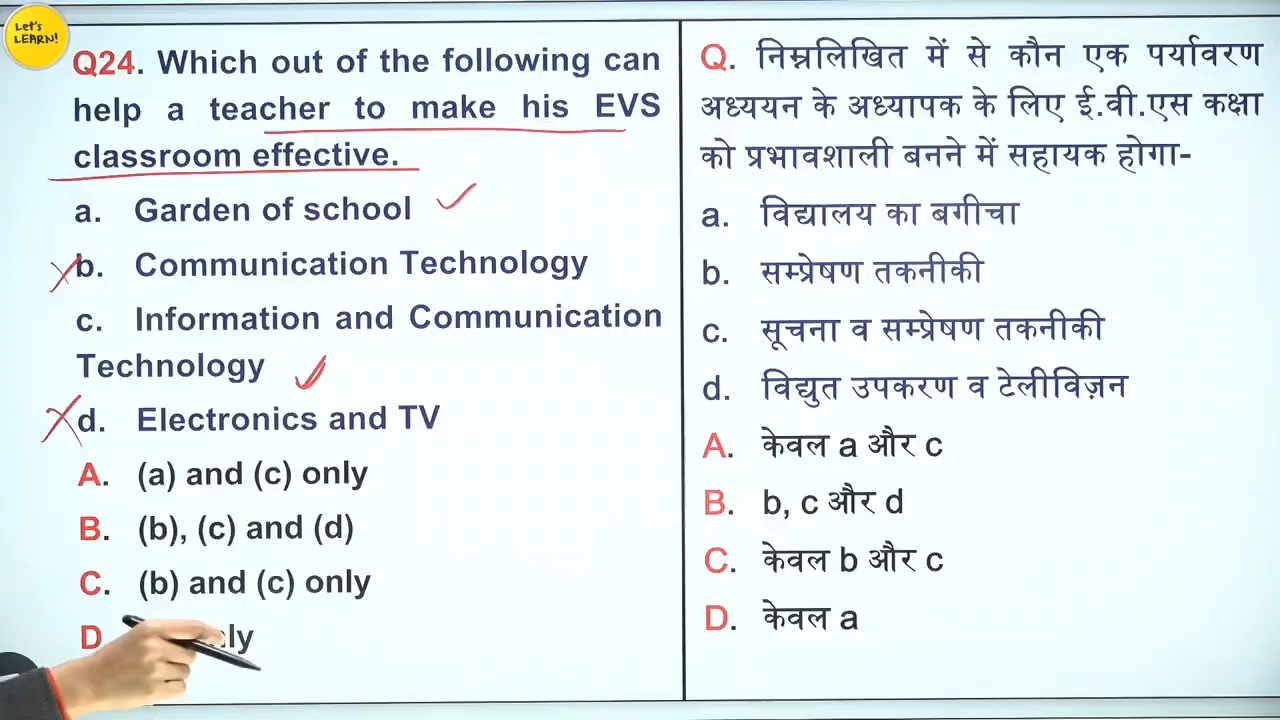 Let's
LEARN!
Q24. Which out of the following can
help a teacher to make his EVS
classroom effective.
a. Garden of school
b. Communication Technology
c. Information and Communication
Technology
d. Electronics and TV
A. (a) and (c) only
B. (b), (c) and (d)
C. (b) and (c) only
D
Q. निम्नलिखित में से कौन एक पर्यावरण
अध्ययन के अध्यापक के लिए ई.वी.एस कक्षा
को प्रभावशाली बनने में सहायक होगा-
a. विद्यालय का बगीचा
b. सम्प्रेषण तकनीकी
c. सूचना व सम्प्रेषण तकनीकी
d. विद्युत उपकरण व टेलीविज़न
A. केवल a और c
B. b, c और d
C. केवल b और c
D. केवल a